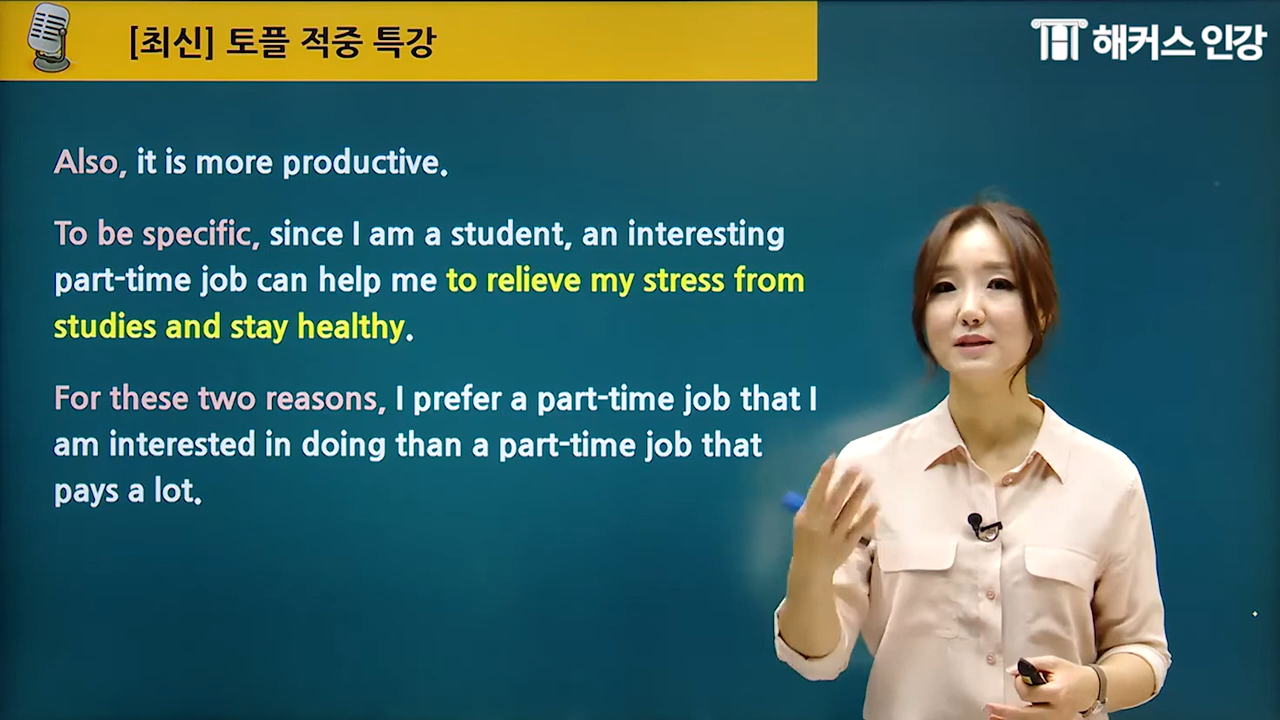 [최신] 토플 적중 특강
해커스 인강
Also, it is more productive.
To be specific, since I am a student, an interesting
part-time job can help me to relieve my stress from
studies and stay healthy.
For these two reasons, I prefer a part-time job that I
am interested in doing than a part-time job that
pays a lot.